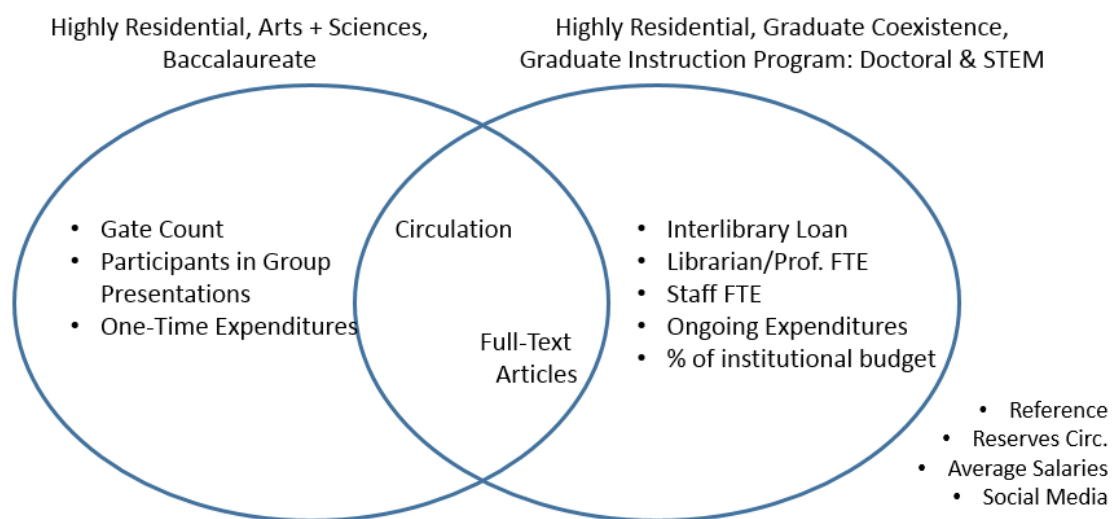 Highly Residential, Arts + Sciences,
Baccalaureate
Highly Residential, Graduate Coexistence,
Graduate Instruction Program: Doctoral & STEM
• Gate Count
• Participants in Group
Presentations
• One-Time Expenditures
Circulation
Full-Text
Articles
• Interlibrary Loan
• Librarian/Prof. FTE
• Staff FTE
• Ongoing Expenditures
• % of institutional budget
• Reference
• Reserves Circ.
• Average Salaries
• Social Media